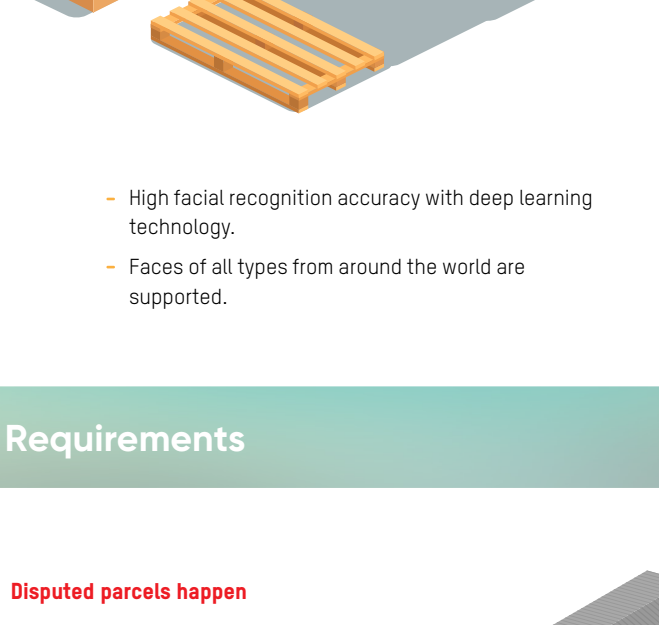 - High facial recognition accuracy with deep learning
technology.
- Faces of all types from around the world are
supported.
Requirements
Disputed parcels happen